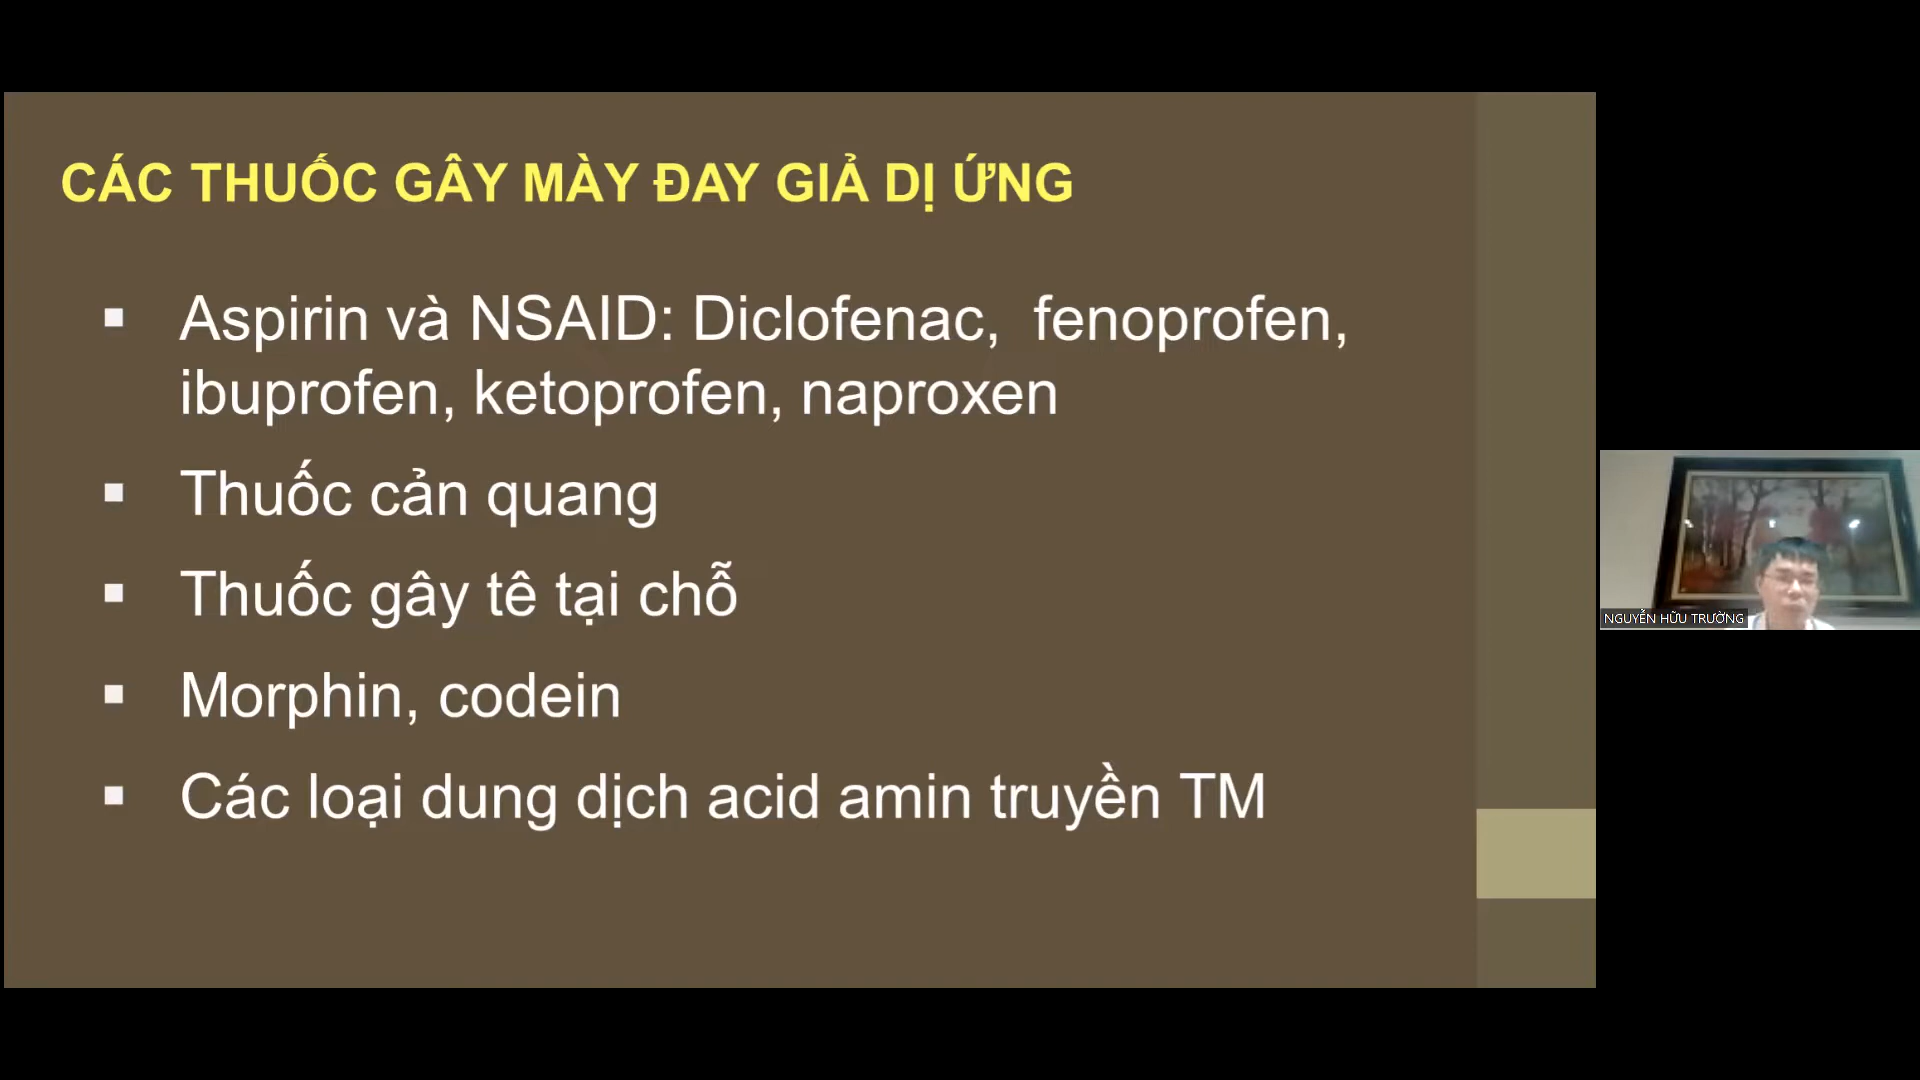 CÁC THUỐC GÂY MÀY ĐAY GIẢ DỊ ỨNG
▪ Aspirin và NSAID: Diclofenac, fenoprofen,
ibuprofen, ketoprofen, naproxen
▪ Thuốc cản quang
▪ Thuốc gây tê tại chỗ
▪ Morphin, codein
▪ Các loại dung dịch acid amin truyền TM
NGUYỄN HỮU TRƯỜNG